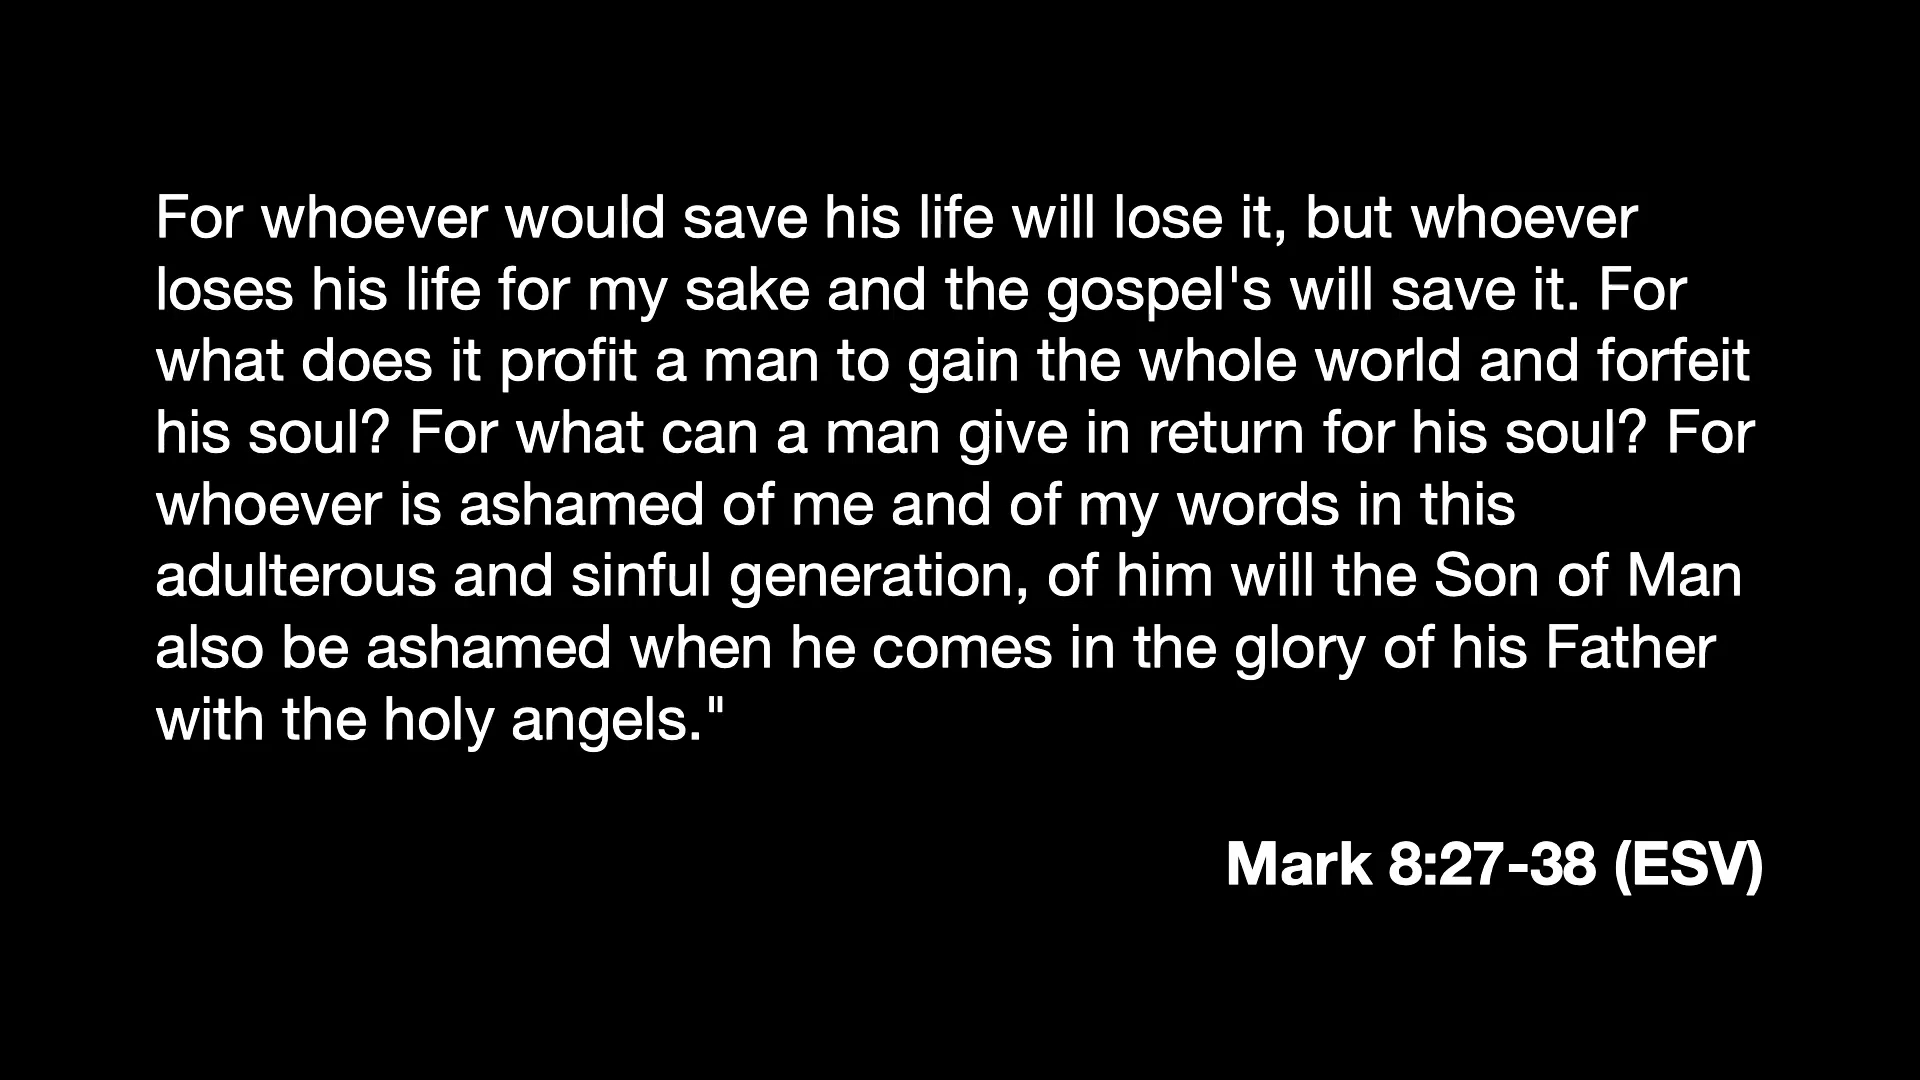 For whoever would save his life will lose it, but whoever
loses his life for my sake and the gospel's will save it. For
what does it profit a man to gain the whole world and forfeit
his soul? For what can a man give in return for his soul? For
whoever is ashamed of me and of my words in this
adulterous and sinful generation, of him will the Son of Man
also be ashamed when he comes in the glory of his Father
with the holy angels."
Mark 8:27-38 (ESV)